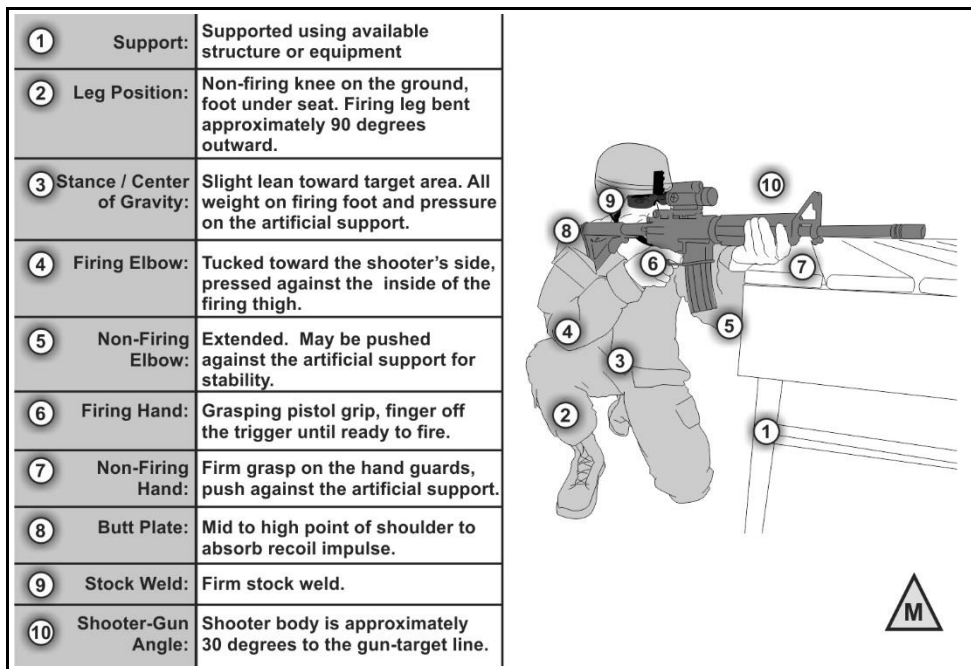 1 Support: Supported using available
structure or equipment
2 Leg Position: Non-firing knee on the ground,
foot under seat. Firing leg bent
approximately 90 degrees
outward.
3 Stance / Center Slight lean toward target area. All
of Gravity: weight on firing foot and pressure
on the artificial support.
4 Firing Elbow: Tucked toward the shooter’s side,
pressed against the inside of the
firing thigh.
5 Non-Firing Extended. May be pushed
Elbow: against the artificial support for
stability.
6 Firing Hand: Grasping pistol grip, finger off
the trigger until ready to fire.
7 Non-Firing Firm grasp on the hand guards,
Hand: push against the artificial support.
8 Butt Plate: Mid to high point of shoulder to
absorb recoil impulse.
9 Stock Weld: Firm stock weld.
10 Shooter-Gun Shooter body is approximately
Angle: 30 degrees to the gun-target line.
10
9
8
6
7
5
4
3
2
1
M